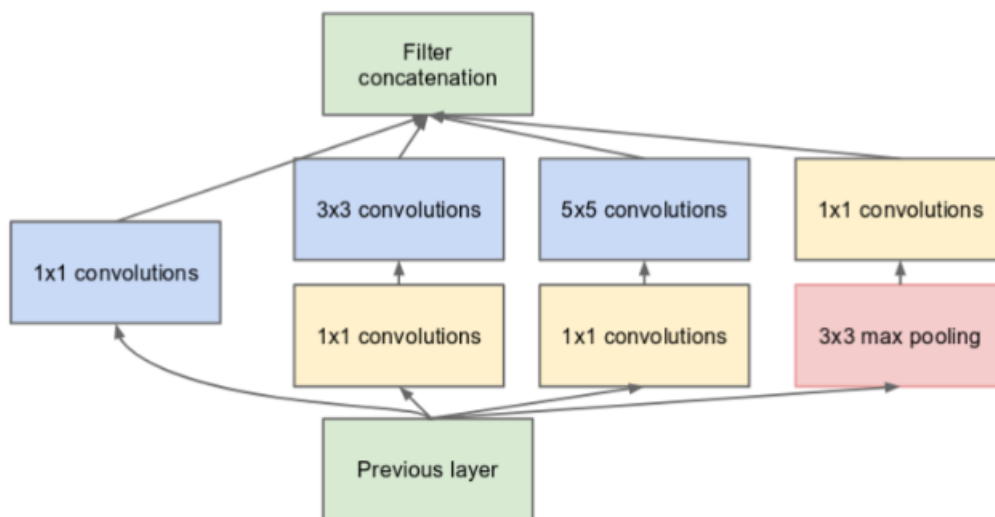 Filter
concatenation
3x3 convolutions
5x5 convolutions
1x1 convolutions
1x1 convolutions
1x1 convolutions
1x1 convolutions
3x3 max pooling
Previous layer